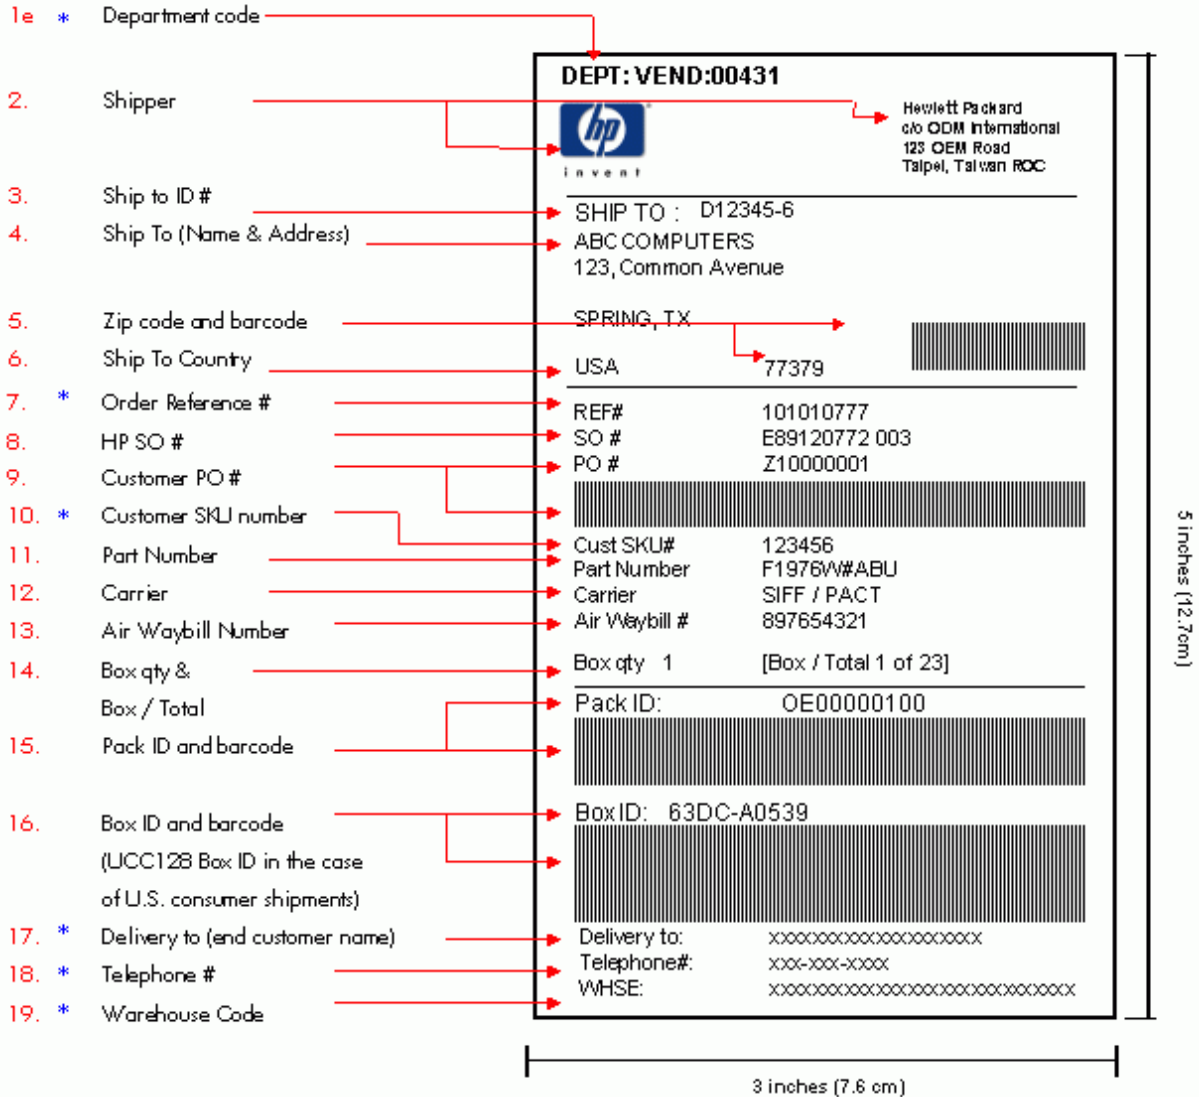 1e * Department code
DEPT: VEND:00431
2. Shipper
hp
invent
Hewlett Packard
c/o ODM International
123 OEM Road
Taipei, Taiwan ROC
3. Ship to ID #
SHIP TO : D12345-6
4. Ship To (Name & Address)
ABC COMPUTERS
123, Common Avenue
5. Zip code and barcode
SPRING, TX
6. Ship To Country
USA 77379
7. * Order Reference #
REF# 101010777
8. HP SO #
SO # E89120772 003
9. Customer PO #
PO # Z10000001
10. * Customer SKU number
Cust SKU# 123456
11. Part Number
Part Number F1976W#ABU
12. Carrier
Carrier SIFF / PACT
13. Air Waybill Number
Air Waybill # 897654321
14. Box qty &
Box / Total
Box qty 1 [Box / Total 1 of 23]
15. Pack ID and barcode
Pack ID: OE00000100
16. Box ID and barcode
(UCC128 Box ID in the case
of U.S. consumer shipments)
Box ID: 63DC-A0539
17. * Delivery to (end customer name)
Delivery to: xxxxxxxxxxxxxxxxxxxx
18. * Telephone #
Telephone#: xxx-xxx-xxxx
19. * Warehouse Code
WHSE: xxxxxxxxxxxxxxxxxxxxxxxxxxxx
5 inches (12.7cm)
3 inches (7.6 cm)